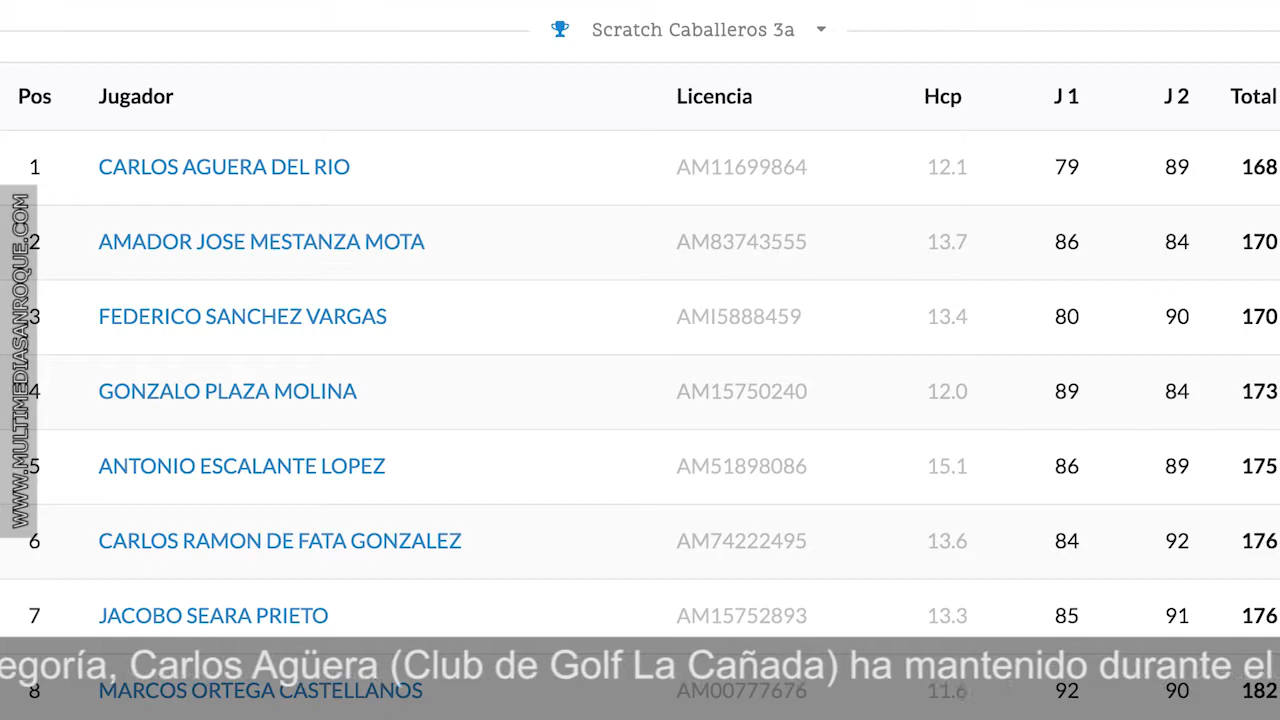 Scratch Caballeros 3a
Pos Jugador Licencia Hcp J 1 J 2 Total
1 CARLOS AGUERA DEL RIO AM11699864 12.1 79 89 168
2 AMADOR JOSE MESTANZA MOTA AM83743555 13.7 86 84 170
3 FEDERICO SANCHEZ VARGAS AMI5888459 13.4 80 90 170
4 GONZALO PLAZA MOLINA AM15750240 12.0 89 84 173
5 ANTONIO ESCALANTE LOPEZ AM51898086 15.1 86 89 175
6 CARLOS RAMON DE FATA GONZALEZ AM74222495 13.6 84 92 176
7 JACOBO SEARA PRIETO AM15752893 13.3 85 91 176
egoría, Carlos Agüera (Club de Golf La Cañada) ha mantenido durante el
8 MARCOS ORTEGA CASTELLANOS AM00777676 11.6 92 90 182
WWW.MULTIMEDIASANROQUE.COM